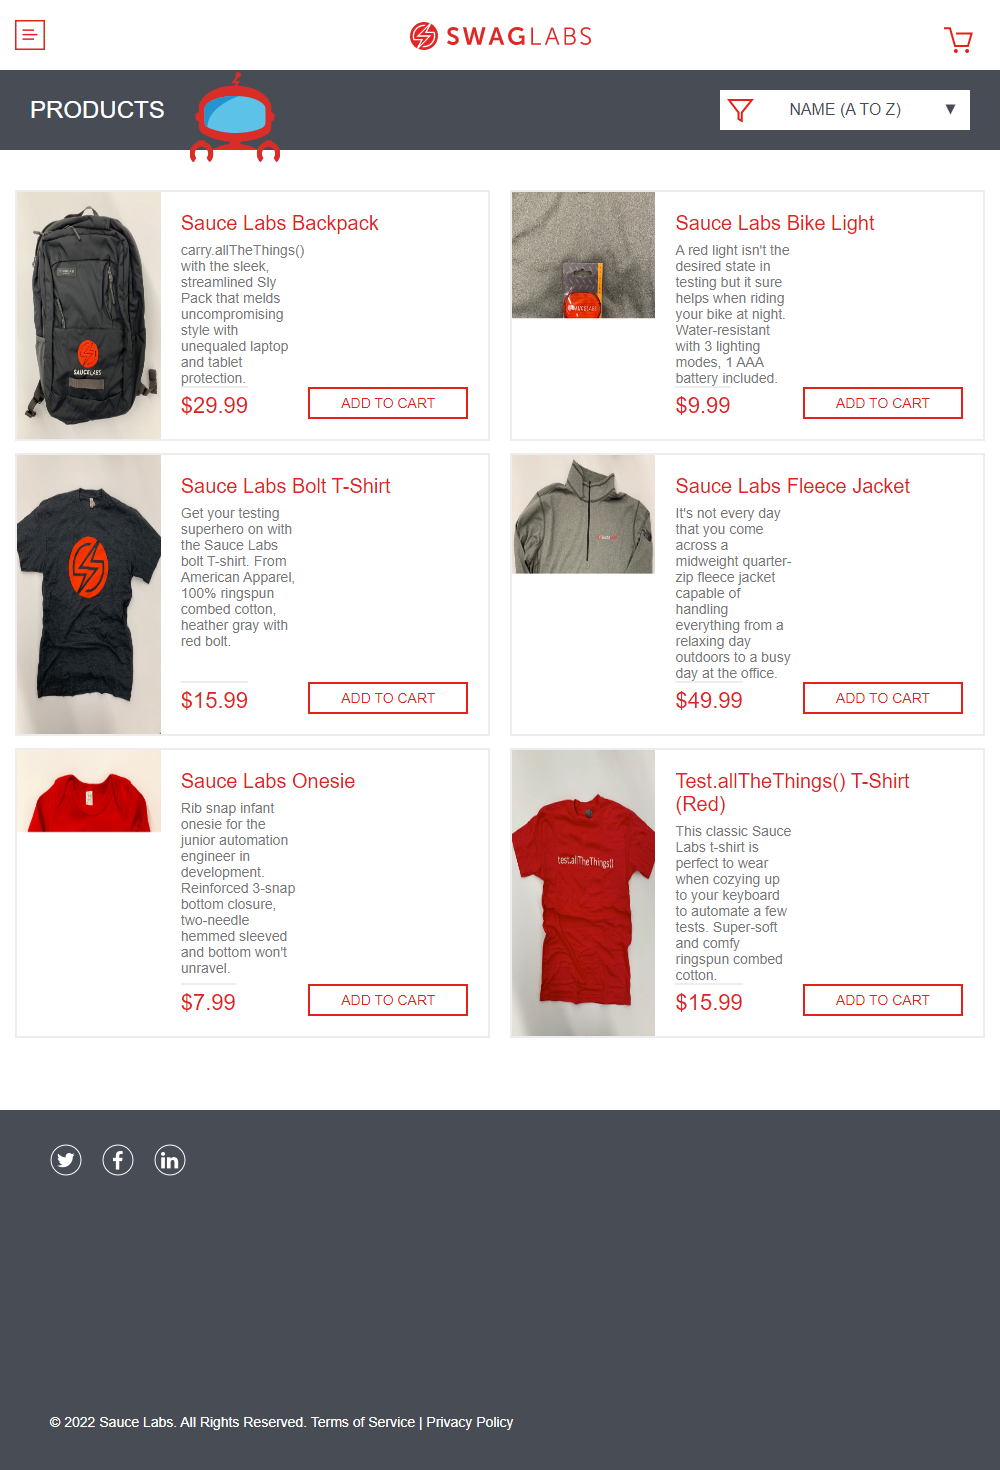 SWAGLABS
PRODUCTS
NAME (A TO Z)
Sauce Labs Backpack
carry.allTheThings()
with the sleek,
streamlined Sly
Pack that melds
uncompromising
style with
unequaled laptop
and tablet
protection.
$29.99
ADD TO CART
SAUCELABS
Sauce Labs Bike Light
A red light isn't the
desired state in
testing but it sure
helps when riding
your bike at night.
Water-resistant
with 3 lighting
modes, 1 AAA
battery included.
$9.99
ADD TO CART
SAUCELABS
Sauce Labs Bolt T-Shirt
Get your testing
superhero on with
the Sauce Labs
bolt T-shirt. From
American Apparel,
100% ringspun
combed cotton,
heather gray with
red bolt.
$15.99
ADD TO CART
Sauce Labs Fleece Jacket
It's not every day
that you come
across a
midweight quarter-
zip fleece jacket
capable of
handling
everything from a
relaxing day
outdoors to a busy
day at the office.
$49.99
ADD TO CART
Sauce Labs Onesie
Rib snap infant
onesie for the
junior automation
engineer in
development.
Reinforced 3-snap
bottom closure,
two-needle
hemmed sleeved
and bottom won't
unravel.
$7.99
ADD TO CART
Test.allTheThings() T-Shirt
(Red)
This classic Sauce
Labs t-shirt is
perfect to wear
when cozying up
to your keyboard
to automate a few
tests. Super-soft
and comfy
ringspun combed
cotton.
$15.99
ADD TO CART
test.allTheThings()
© 2022 Sauce Labs. All Rights Reserved. Terms of Service | Privacy Policy